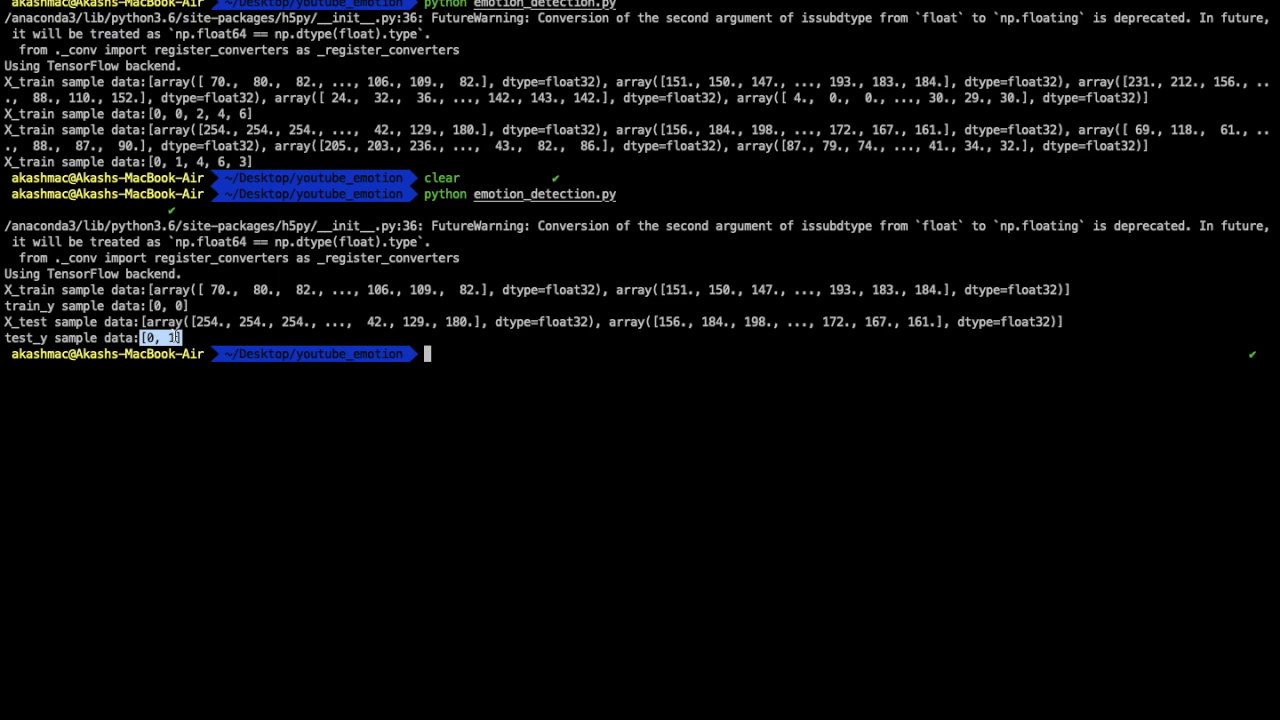 akashmac@Akashs-MacBook-Air ~/Desktop/youtube_emotion python emotion_detection.py
/anaconda3/lib/python3.6/site-packages/h5py/__init__.py:36: FutureWarning: Conversion of the second argument of issubdtype from `float` to `np.floating` is deprecated. In future,
it will be treated as `np.float64 == np.dtype(float).type`.
from ._conv import register_converters as _register_converters
Using TensorFlow backend.
X_train sample data:[array([ 70., 80., 82., ..., 106., 109., 82.], dtype=float32), array([151., 150., 147., ..., 193., 183., 184.], dtype=float32), array([231., 212., 156., ..
., 88., 110., 152.], dtype=float32), array([ 24., 32., 36., ..., 142., 143., 142.], dtype=float32), array([ 4., 0., 0., ..., 30., 29., 30.], dtype=float32)]
X_train sample data:[0, 0, 2, 4, 6]
X_train sample data:[array([254., 254., 254., ..., 42., 129., 180.], dtype=float32), array([156., 184., 198., ..., 172., 167., 161.], dtype=float32), array([ 69., 118., 61., ..
., 88., 87., 90.], dtype=float32), array([205., 203., 236., ..., 43., 82., 86.], dtype=float32), array([87., 79., 74., ..., 41., 34., 32.], dtype=float32)]
X_train sample data:[0, 1, 4, 6, 3]
akashmac@Akashs-MacBook-Air ~/Desktop/youtube_emotion clear ✔
akashmac@Akashs-MacBook-Air ~/Desktop/youtube_emotion python emotion_detection.py
✔
/anaconda3/lib/python3.6/site-packages/h5py/__init__.py:36: FutureWarning: Conversion of the second argument of issubdtype from `float` to `np.floating` is deprecated. In future,
it will be treated as `np.float64 == np.dtype(float).type`.
from ._conv import register_converters as _register_converters
Using TensorFlow backend.
X_train sample data:[array([ 70., 80., 82., ..., 106., 109., 82.], dtype=float32), array([151., 150., 147., ..., 193., 183., 184.], dtype=float32)]
train_y sample data:[0, 0]
X_test sample data:[array([254., 254., 254., ..., 42., 129., 180.], dtype=float32), array([156., 184., 198., ..., 172., 167., 161.], dtype=float32)]
test_y sample data:[0, 1]
akashmac@Akashs-MacBook-Air ~/Desktop/youtube_emotion ✔